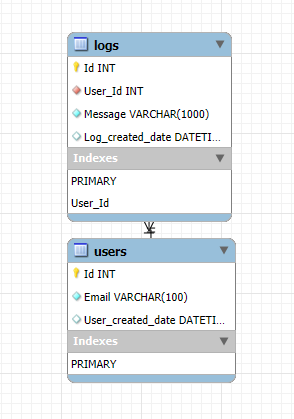 logs
Id INT
User_Id INT
Message VARCHAR(1000)
Log_created_date DATETI...
Indexes
PRIMARY
User_Id
users
Id INT
Email VARCHAR(100)
User_created_date DATETI...
Indexes
PRIMARY